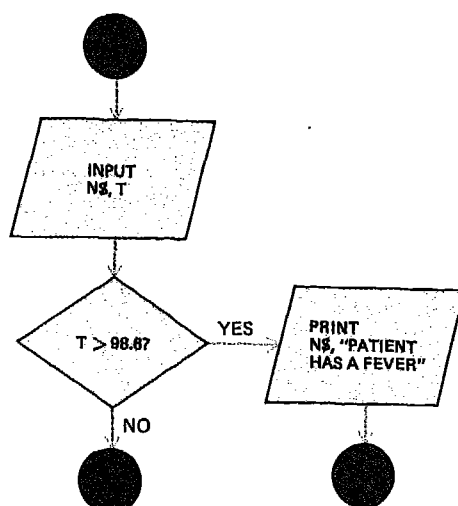 INPUT
N$, T
T > 98.6?
YES
PRINT
N$, "PATIENT
HAS A FEVER"
NO